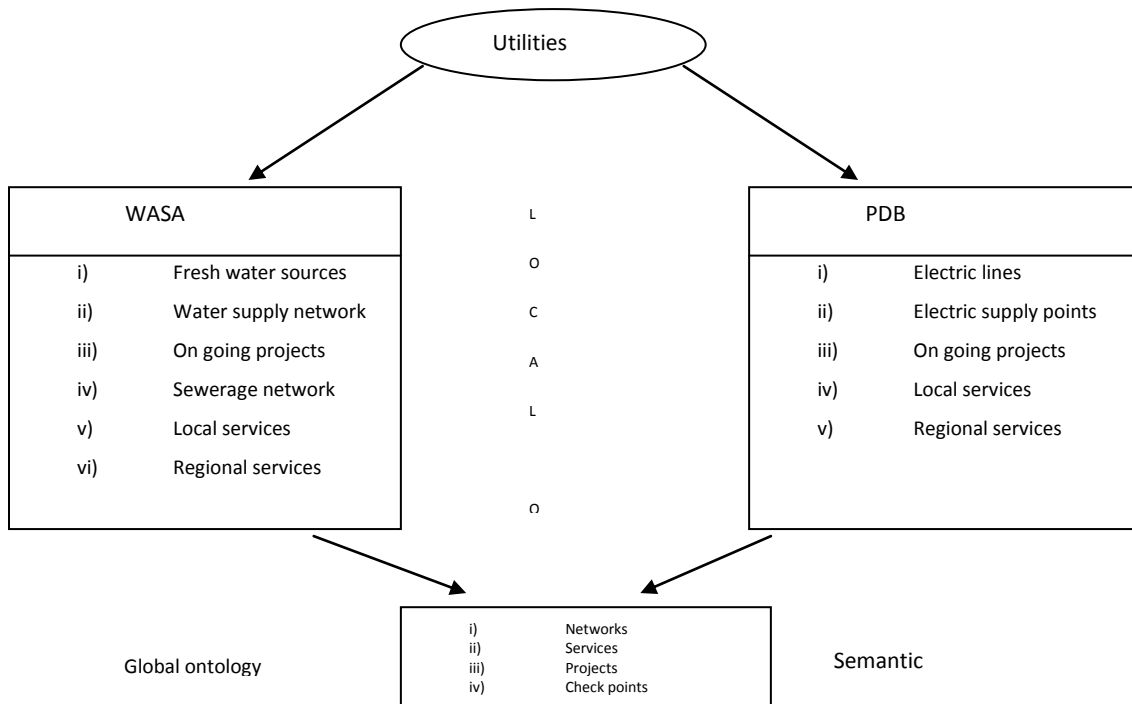 Utilities
WASA
i) Fresh water sources
ii) Water supply network
iii) On going projects
iv) Sewerage network
v) Local services
vi) Regional services
L
O
C
A
L
O
PDB
i) Electric lines
ii) Electric supply points
iii) On going projects
iv) Local services
v) Regional services
Global ontology
i) Networks
ii) Services
iii) Projects
iv) Check points
Semantic